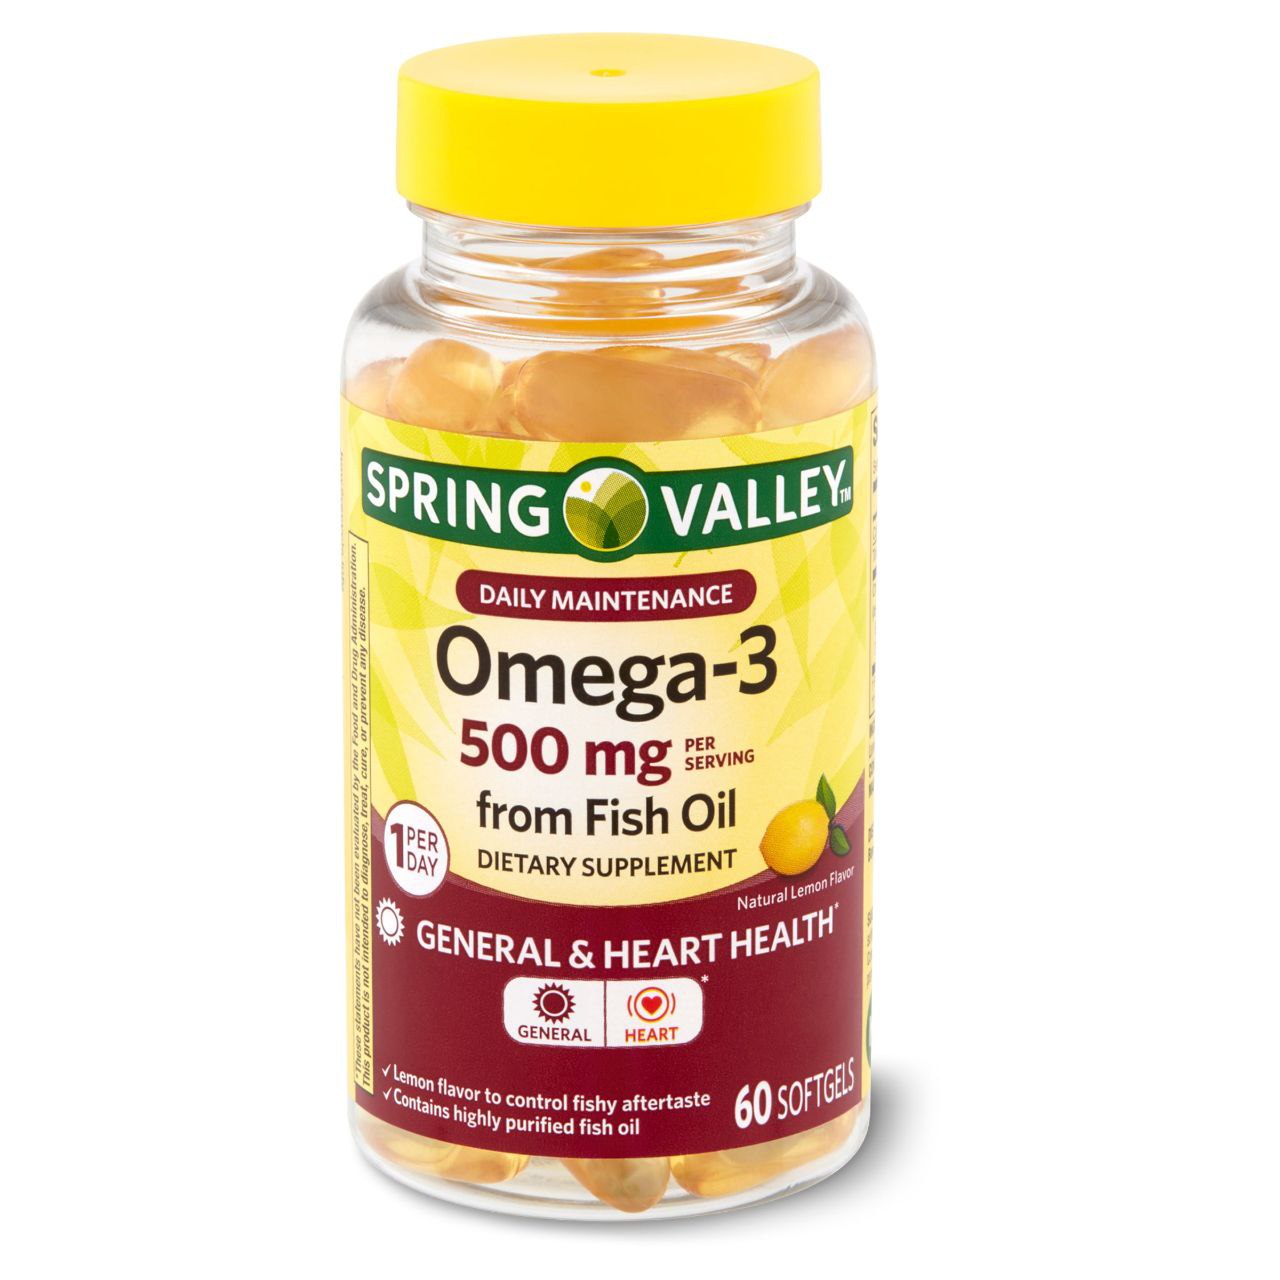 SPRING VALLEY™
DAILY MAINTENANCE
Omega-3
500 mg PER
SERVING
from Fish Oil
DIETARY SUPPLEMENT
1 PER
DAY
Natural Lemon Flavor
GENERAL & HEART HEALTH*
GENERAL HEART *
✓Lemon flavor to control fishy aftertaste
✓Contains highly purified fish oil
60 SOFTGELS
*These statements have not been evaluated by the Food and Drug Administration.
This product is not intended to diagnose, treat, cure, or prevent any disease.